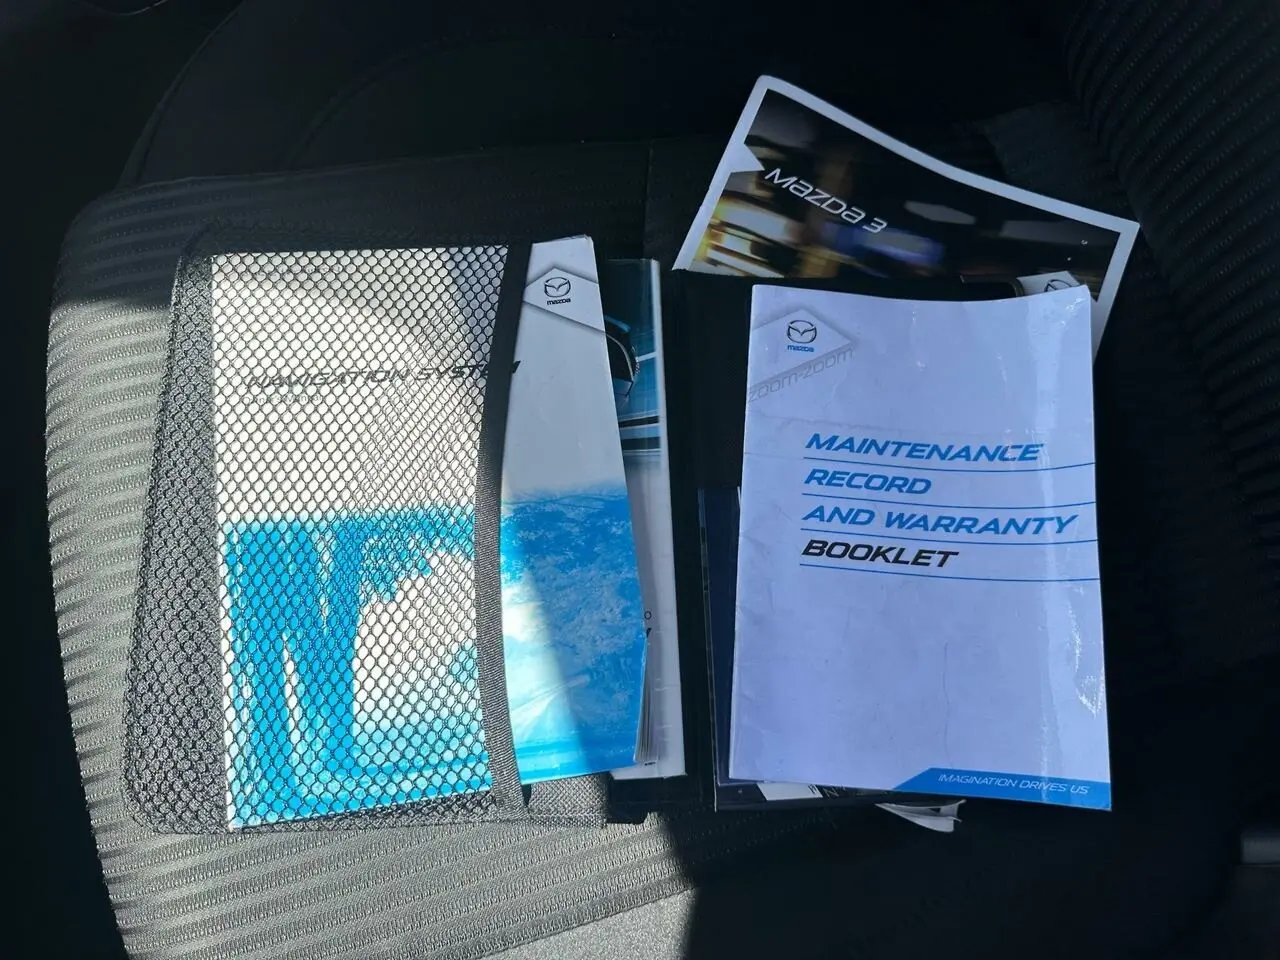 mazda
NAVIGATION SYSTEM
MAZDA 3
mazda
zoom-zoom
MAINTENANCE
RECORD
AND WARRANTY
BOOKLET
IMAGINATION DRIVES US